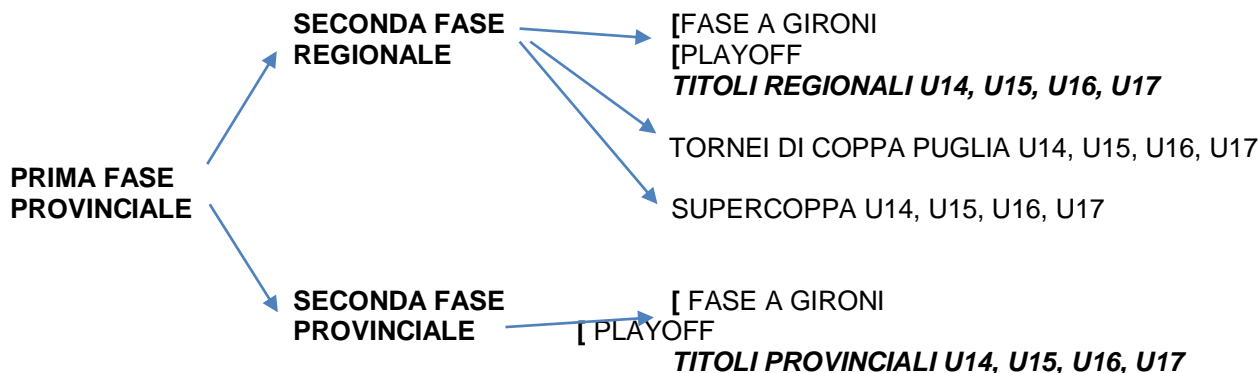 SECONDA FASE
REGIONALE
[FASE A GIRONI
[PLAYOFF
TITOLI REGIONALI U14, U15, U16, U17
TORNEI DI COPPA PUGLIA U14, U15, U16, U17
PRIMA FASE
PROVINCIALE
SUPERCOPPA U14, U15, U16, U17
SECONDA FASE
PROVINCIALE
[ FASE A GIRONI
[ PLAYOFF
TITOLI PROVINCIALI U14, U15, U16, U17